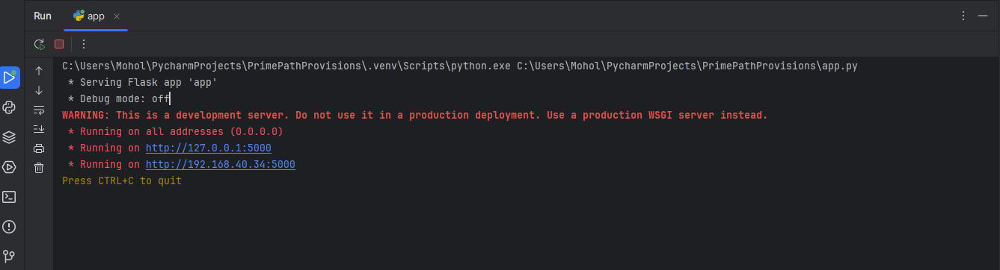 Run
app
C:\Users\Mohol\PycharmProjects\PrimePathProvisions\.venv\Scripts\python.exe C:\Users\Mohol\PycharmProjects\PrimePathProvisions\app.py
* Serving Flask app 'app'
* Debug mode: off
WARNING: This is a development server. Do not use it in a production deployment. Use a production WSGI server instead.
* Running on all addresses (0.0.0.0)
* Running on http://127.0.0.1:5000
* Running on http://192.168.40.34:5000
Press CTRL+C to quit